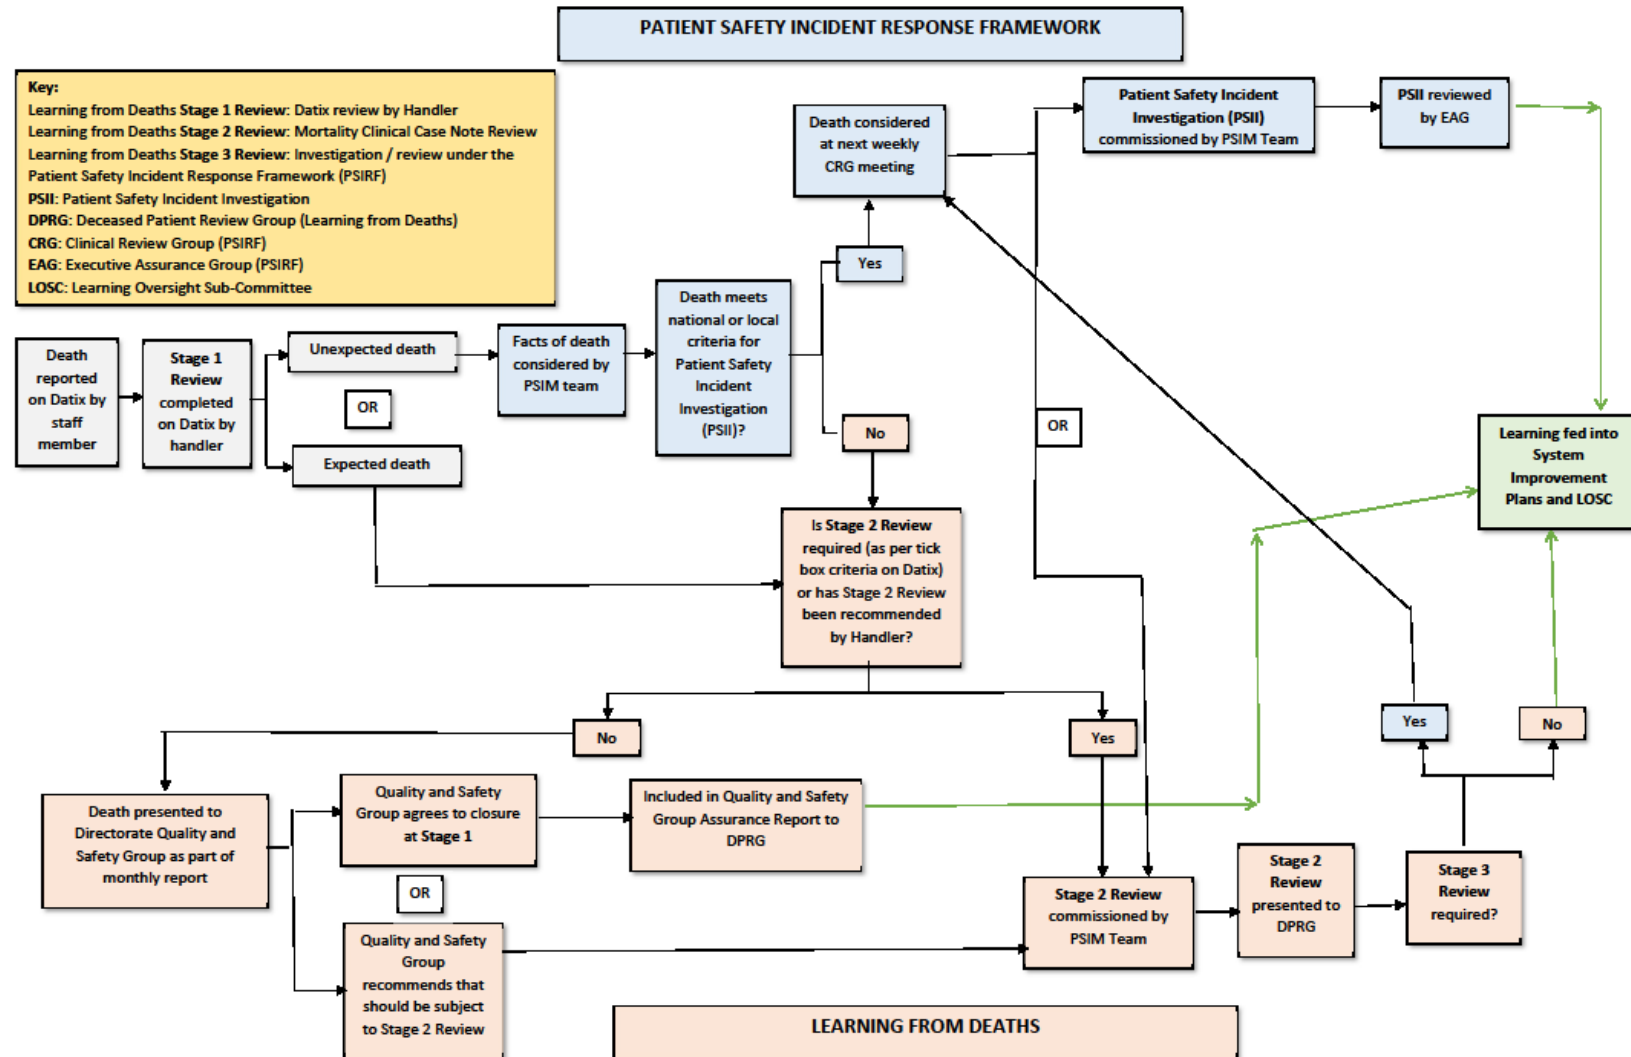 PATIENT SAFETY INCIDENT RESPONSE FRAMEWORK
Key:
Learning from Deaths Stage 1 Review: Datix review by Handler
Learning from Deaths Stage 2 Review: Mortality Clinical Case Note Review
Learning from Deaths Stage 3 Review: Investigation / review under the
Patient Safety Incident Response Framework (PSIRF)
PSII: Patient Safety Incident Investigation
DPRG: Deceased Patient Review Group (Learning from Deaths)
CRG: Clinical Review Group (PSIRF)
EAG: Executive Assurance Group (PSIRF)
LOSC: Learning Oversight Sub-Committee
Death considered
at next weekly
CRG meeting
Patient Safety Incident
Investigation (PSII)
commissioned by PSIM Team
PSII reviewed
by EAG
Yes
Death
reported
on Datix by
staff
member
Stage 1
Review
completed
on Datix by
handler
Unexpected death
OR
Expected death
Facts of death
considered by
PSIM team
Death meets
national or local
criteria for
Patient Safety
Incident
Investigation
(PSII)?
No
OR
Learning fed into
System
Improvement
Plans and LOSC
Is Stage 2 Review
required (as per tick
box criteria on Datix)
or has Stage 2 Review
been recommended
by Handler?
No
Yes
Yes
No
Death presented to
Directorate Quality and
Safety Group as part of
monthly report
Quality and Safety
Group agrees to closure
at Stage 1
Included in Quality and Safety
Group Assurance Report to
DPRG
OR
Quality and Safety
Group
recommends that
should be subject
to Stage 2 Review
Stage 2 Review
commissioned by
PSIM Team
Stage 2
Review
presented to
DPRG
Stage 3
Review
required?
LEARNING FROM DEATHS